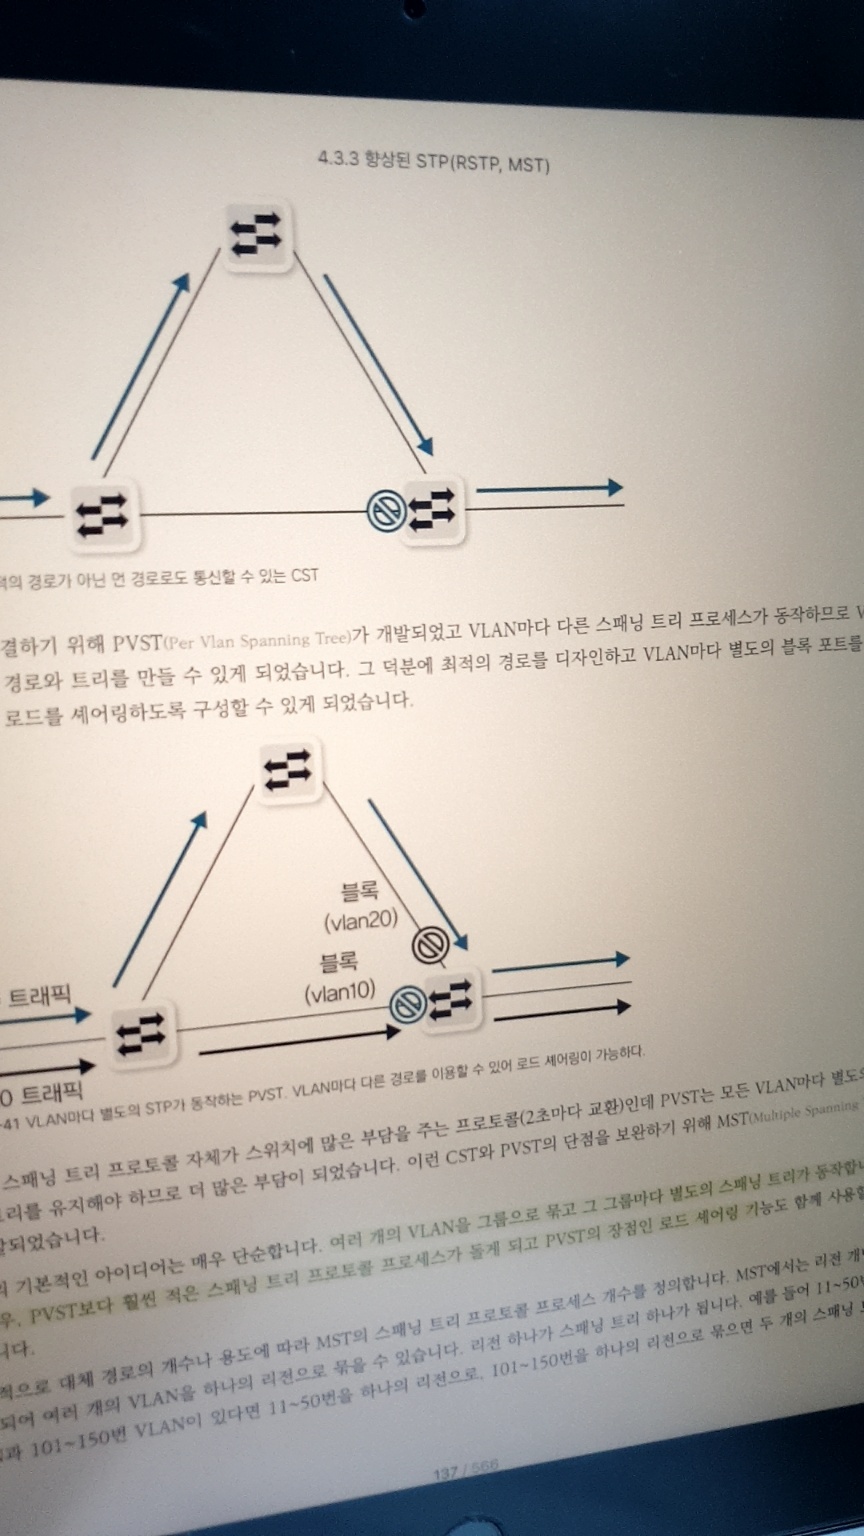 4.3.3 향상된 STP(RSTP, MST)
의 경로가 아닌 먼 경로로도 통신할 수 있는 CST
결하기 위해 PVST(Per Vlan Spanning Tree)가 개발되었고 VLAN마다 다른 스패닝 트리 프로세스가 동작하므로
경로와 트리를 만들 수 있게 되었습니다. 그 덕분에 최적의 경로를 디자인하고 VLAN마다 별도의 블록 포트를
로드를 셰어링하도록 구성할 수 있게 되었습니다.
블록
(vlan20)
블록
(vlan10)
트래픽
0 트래픽
-41 VLAN마다 별도의 STP가 동작하는 PVST. VLAN마다 다른 경로를 이용할 수 있어 로드 셰어링이 가능하다.
스패닝 트리 프로토콜 자체가 스위치에 많은 부담을 주는 프로토콜(2초마다 교환)인데 PVST는 모든 VLAN마다 별도의
리를 유지해야 하므로 더 많은 부담이 되었습니다. 이런 CST와 PVST의 단점을 보완하기 위해 MST(Multiple Spanning
되었습니다.
기본적인 아이디어는 매우 단순합니다. 여러 개의 VLAN을 그룹으로 묶고 그 그룹마다 별도의 스패닝 트리가 동작합니
우, PVST보다 훨씬 적은 스패닝 트리 프로토콜 프로세스가 돌게 되고 PVST의 장점인 로드 셰어링 기능도 함께 사용할
니다.
적으로 대체 경로의 개수나 용도에 따라 MST의 스패닝 트리 프로토콜 프로세스 개수를 정의합니다. MST에서는 리전 개
되어 여러 개의 VLAN을 하나의 리전으로 묶을 수 있습니다. 리전 하나가 스패닝 트리 하나가 됩니다. 예를 들어 11~50
과 101~150번 VLAN이 있다면 11~50번을 하나의 리전으로, 101~150번을 하나의 리전으로 묶으면 두 개의 스패닝
137 / 566